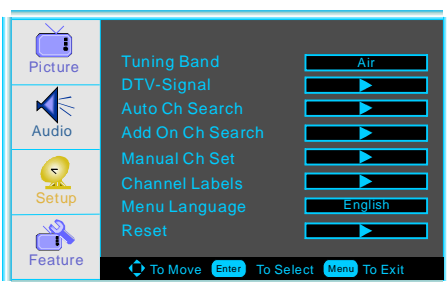 Picture
Audio
Setup
Feature
Tuning Band Air
DTV-Signal
Auto Ch Search
Add On Ch Search
Manual Ch Set
Channel Labels
Menu Language English
Reset
To Move Enter To Select Menu To Exit